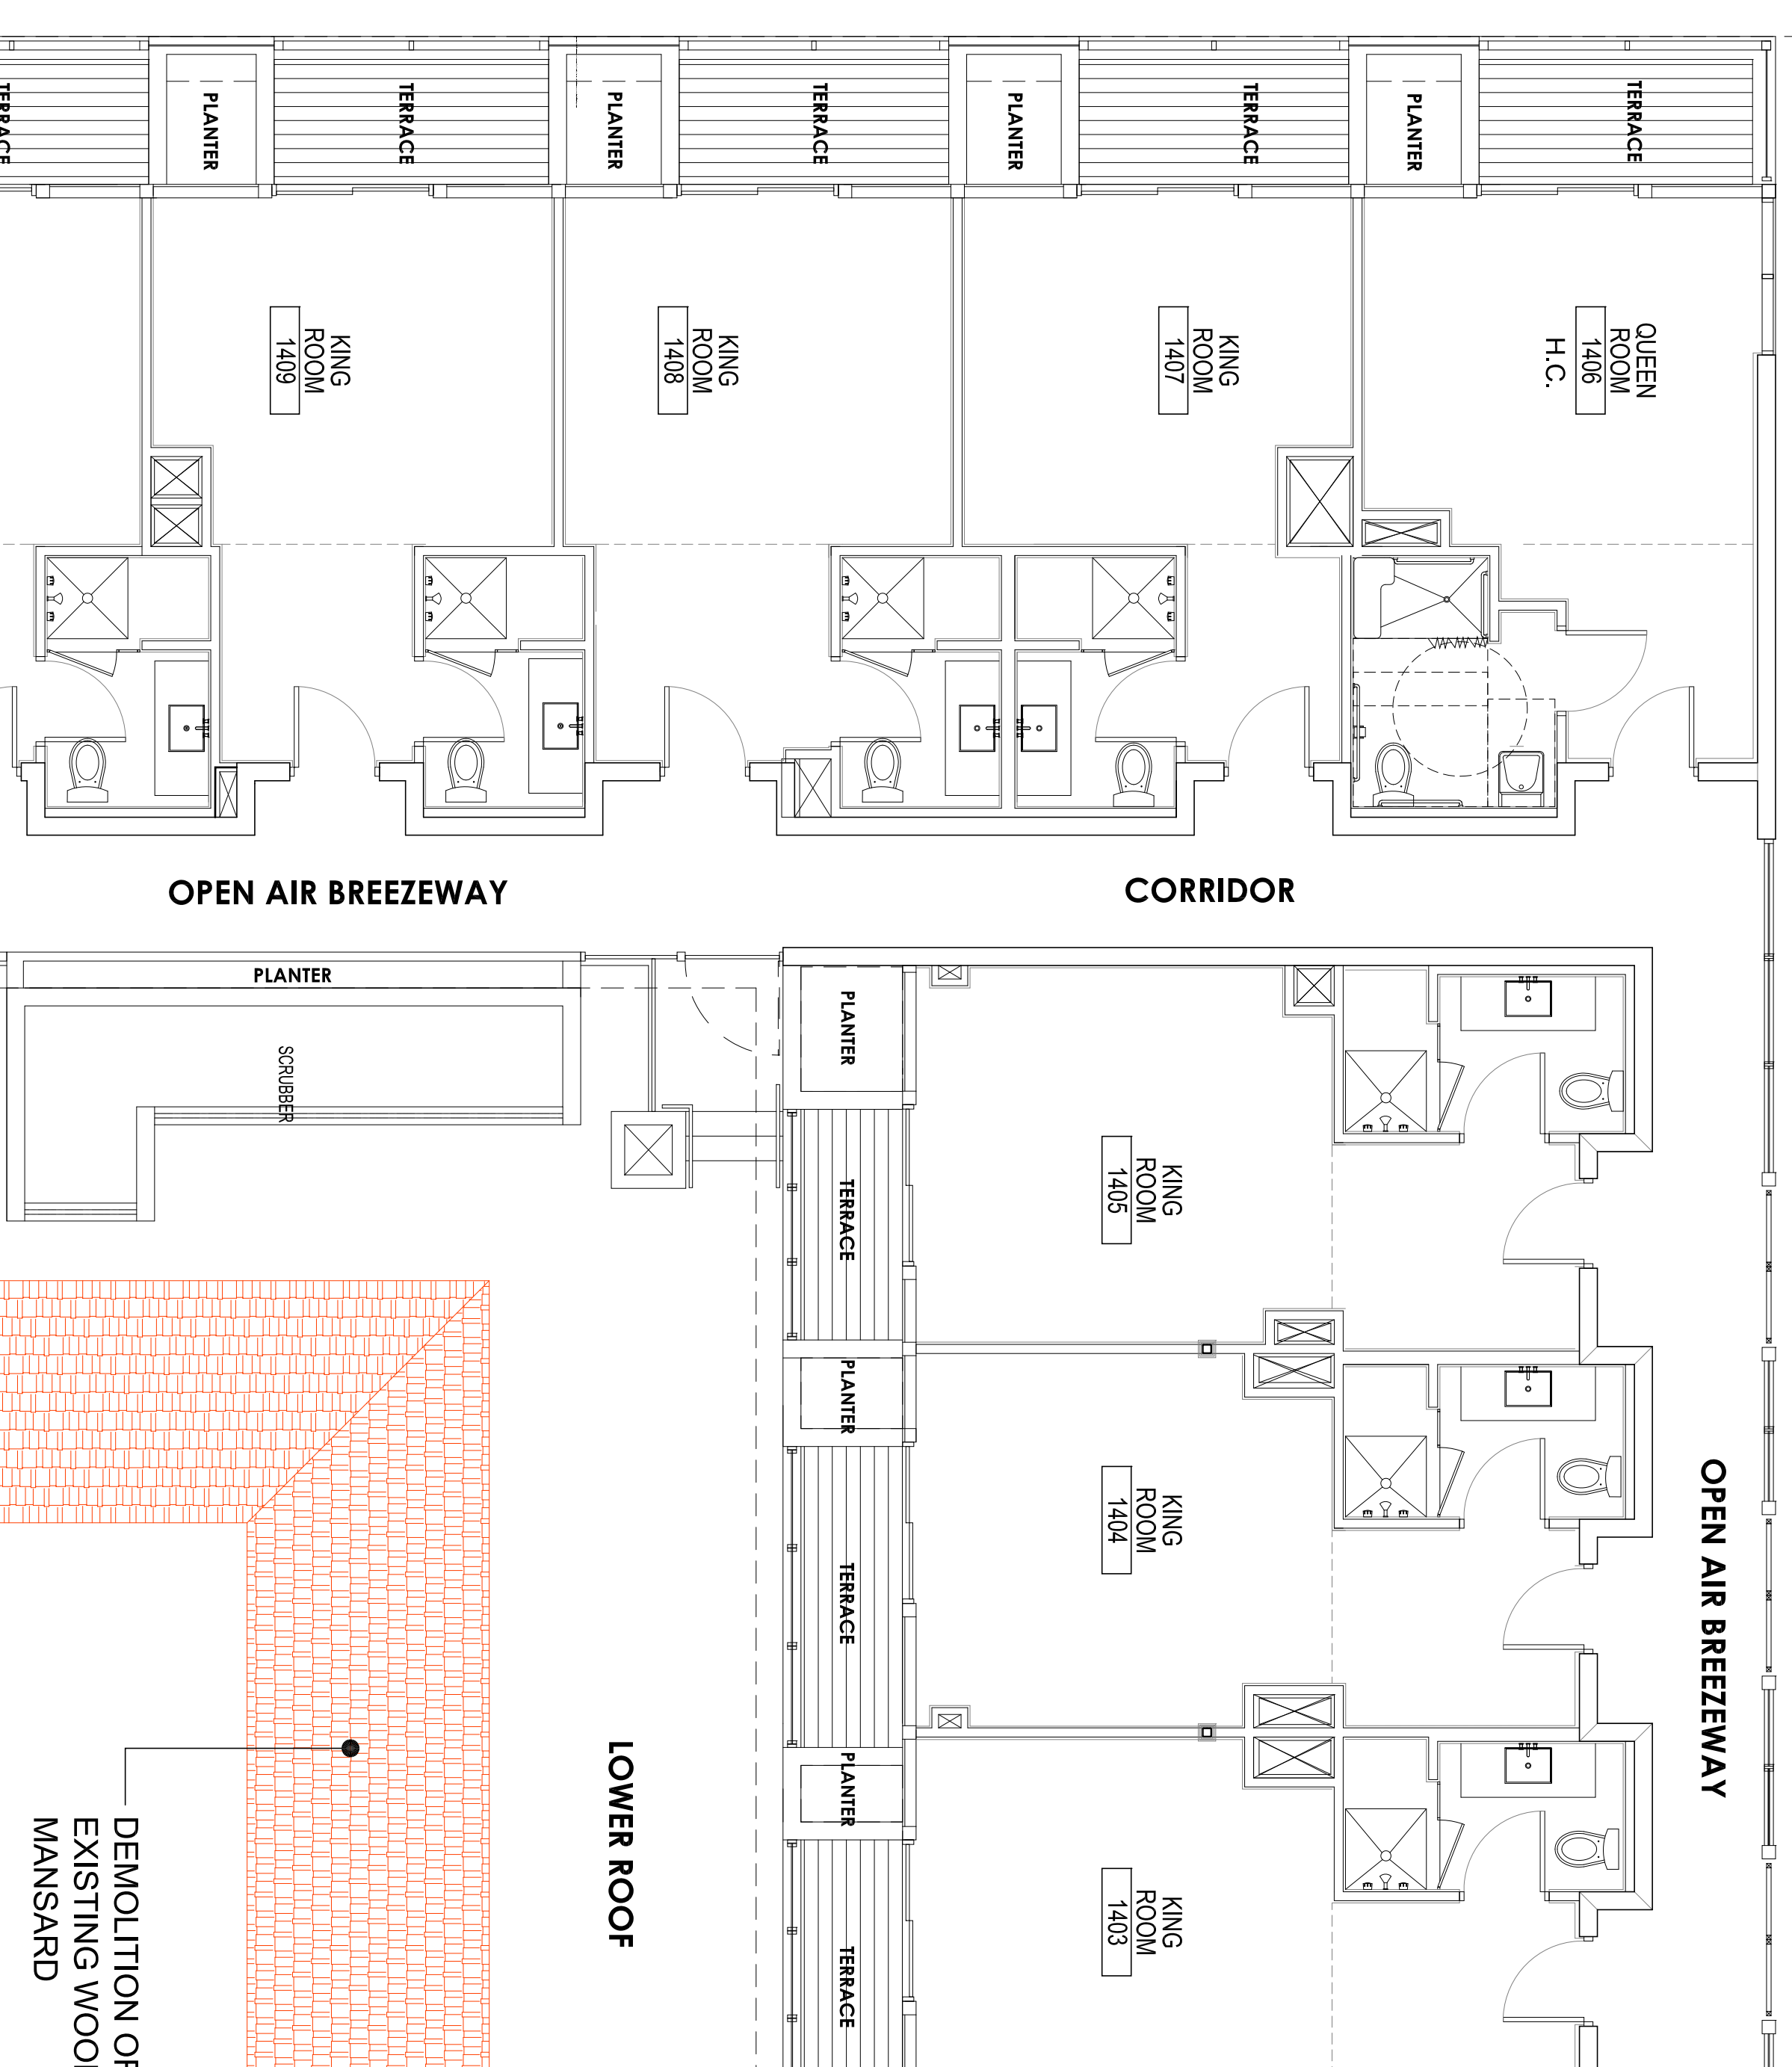 TERRACE
PLANTER
TERRACE
PLANTER
TERRACE
PLANTER
TERRACE
PLANTER
TERRACE
KING
ROOM
1409
KING
ROOM
1408
KING
ROOM
1407
QUEEN
ROOM
1406
H.C.
OPEN AIR BREEZEWAY
CORRIDOR
PLANTER
SCRUBBER
PLANTER
TERRACE
KING
ROOM
1405
PLANTER
TERRACE
KING
ROOM
1404
OPEN AIR BREEZEWAY
PLANTER
TERRACE
KING
ROOM
1403
LOWER ROOF
DEMOLITION OF
EXISTING WOOD
MANSARD